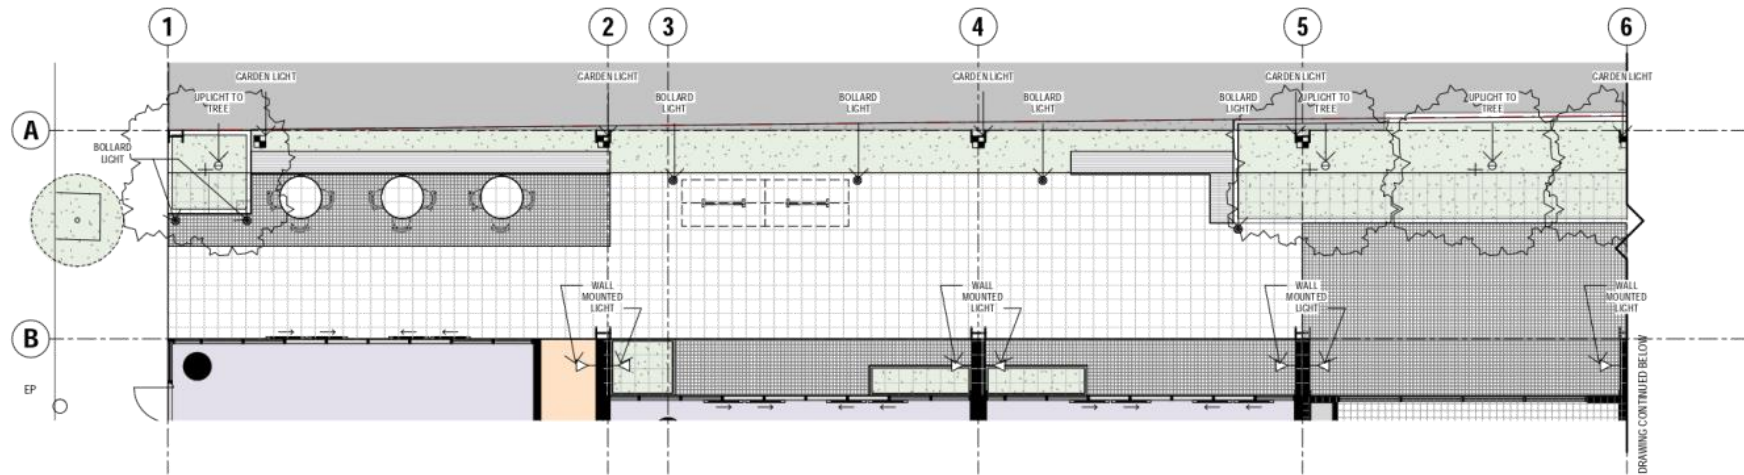 1 2 3 4 5 6
GARDEN LIGHT
GARDEN LIGHT
GARDEN LIGHT
GARDEN LIGHT
GARDEN LIGHT
UPLIGHT TO
TREE
BOLLARD
LIGHT
BOLLARD
LIGHT
BOLLARD
LIGHT
BOLLARD
LIGHT
UPLIGHT TO
TREE
UPLIGHT TO
TREE
A
BOLLARD
LIGHT
WALL
MOUNTED
LIGHT
WALL
MOUNTED
LIGHT
WALL
MOUNTED
LIGHT
WALL
MOUNTED
LIGHT
B
EP
DRAWING CONTINUED BELOW